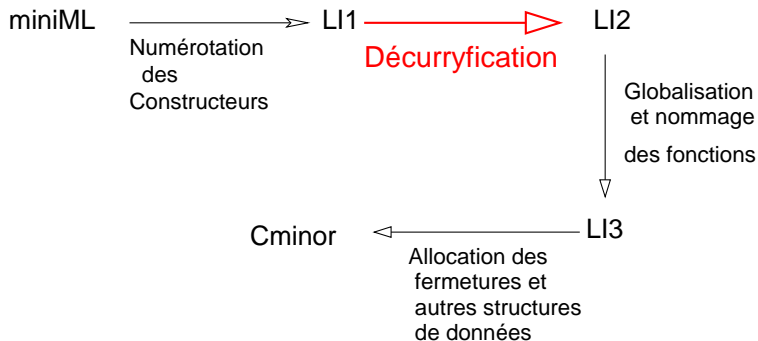 miniML
LI1
LI2
Numérotation
des
Constructeurs
Décurryfication
Globalisation
et nommage
des fonctions
Cminor
LI3
Allocation des
fermetures et
autres structures
de données